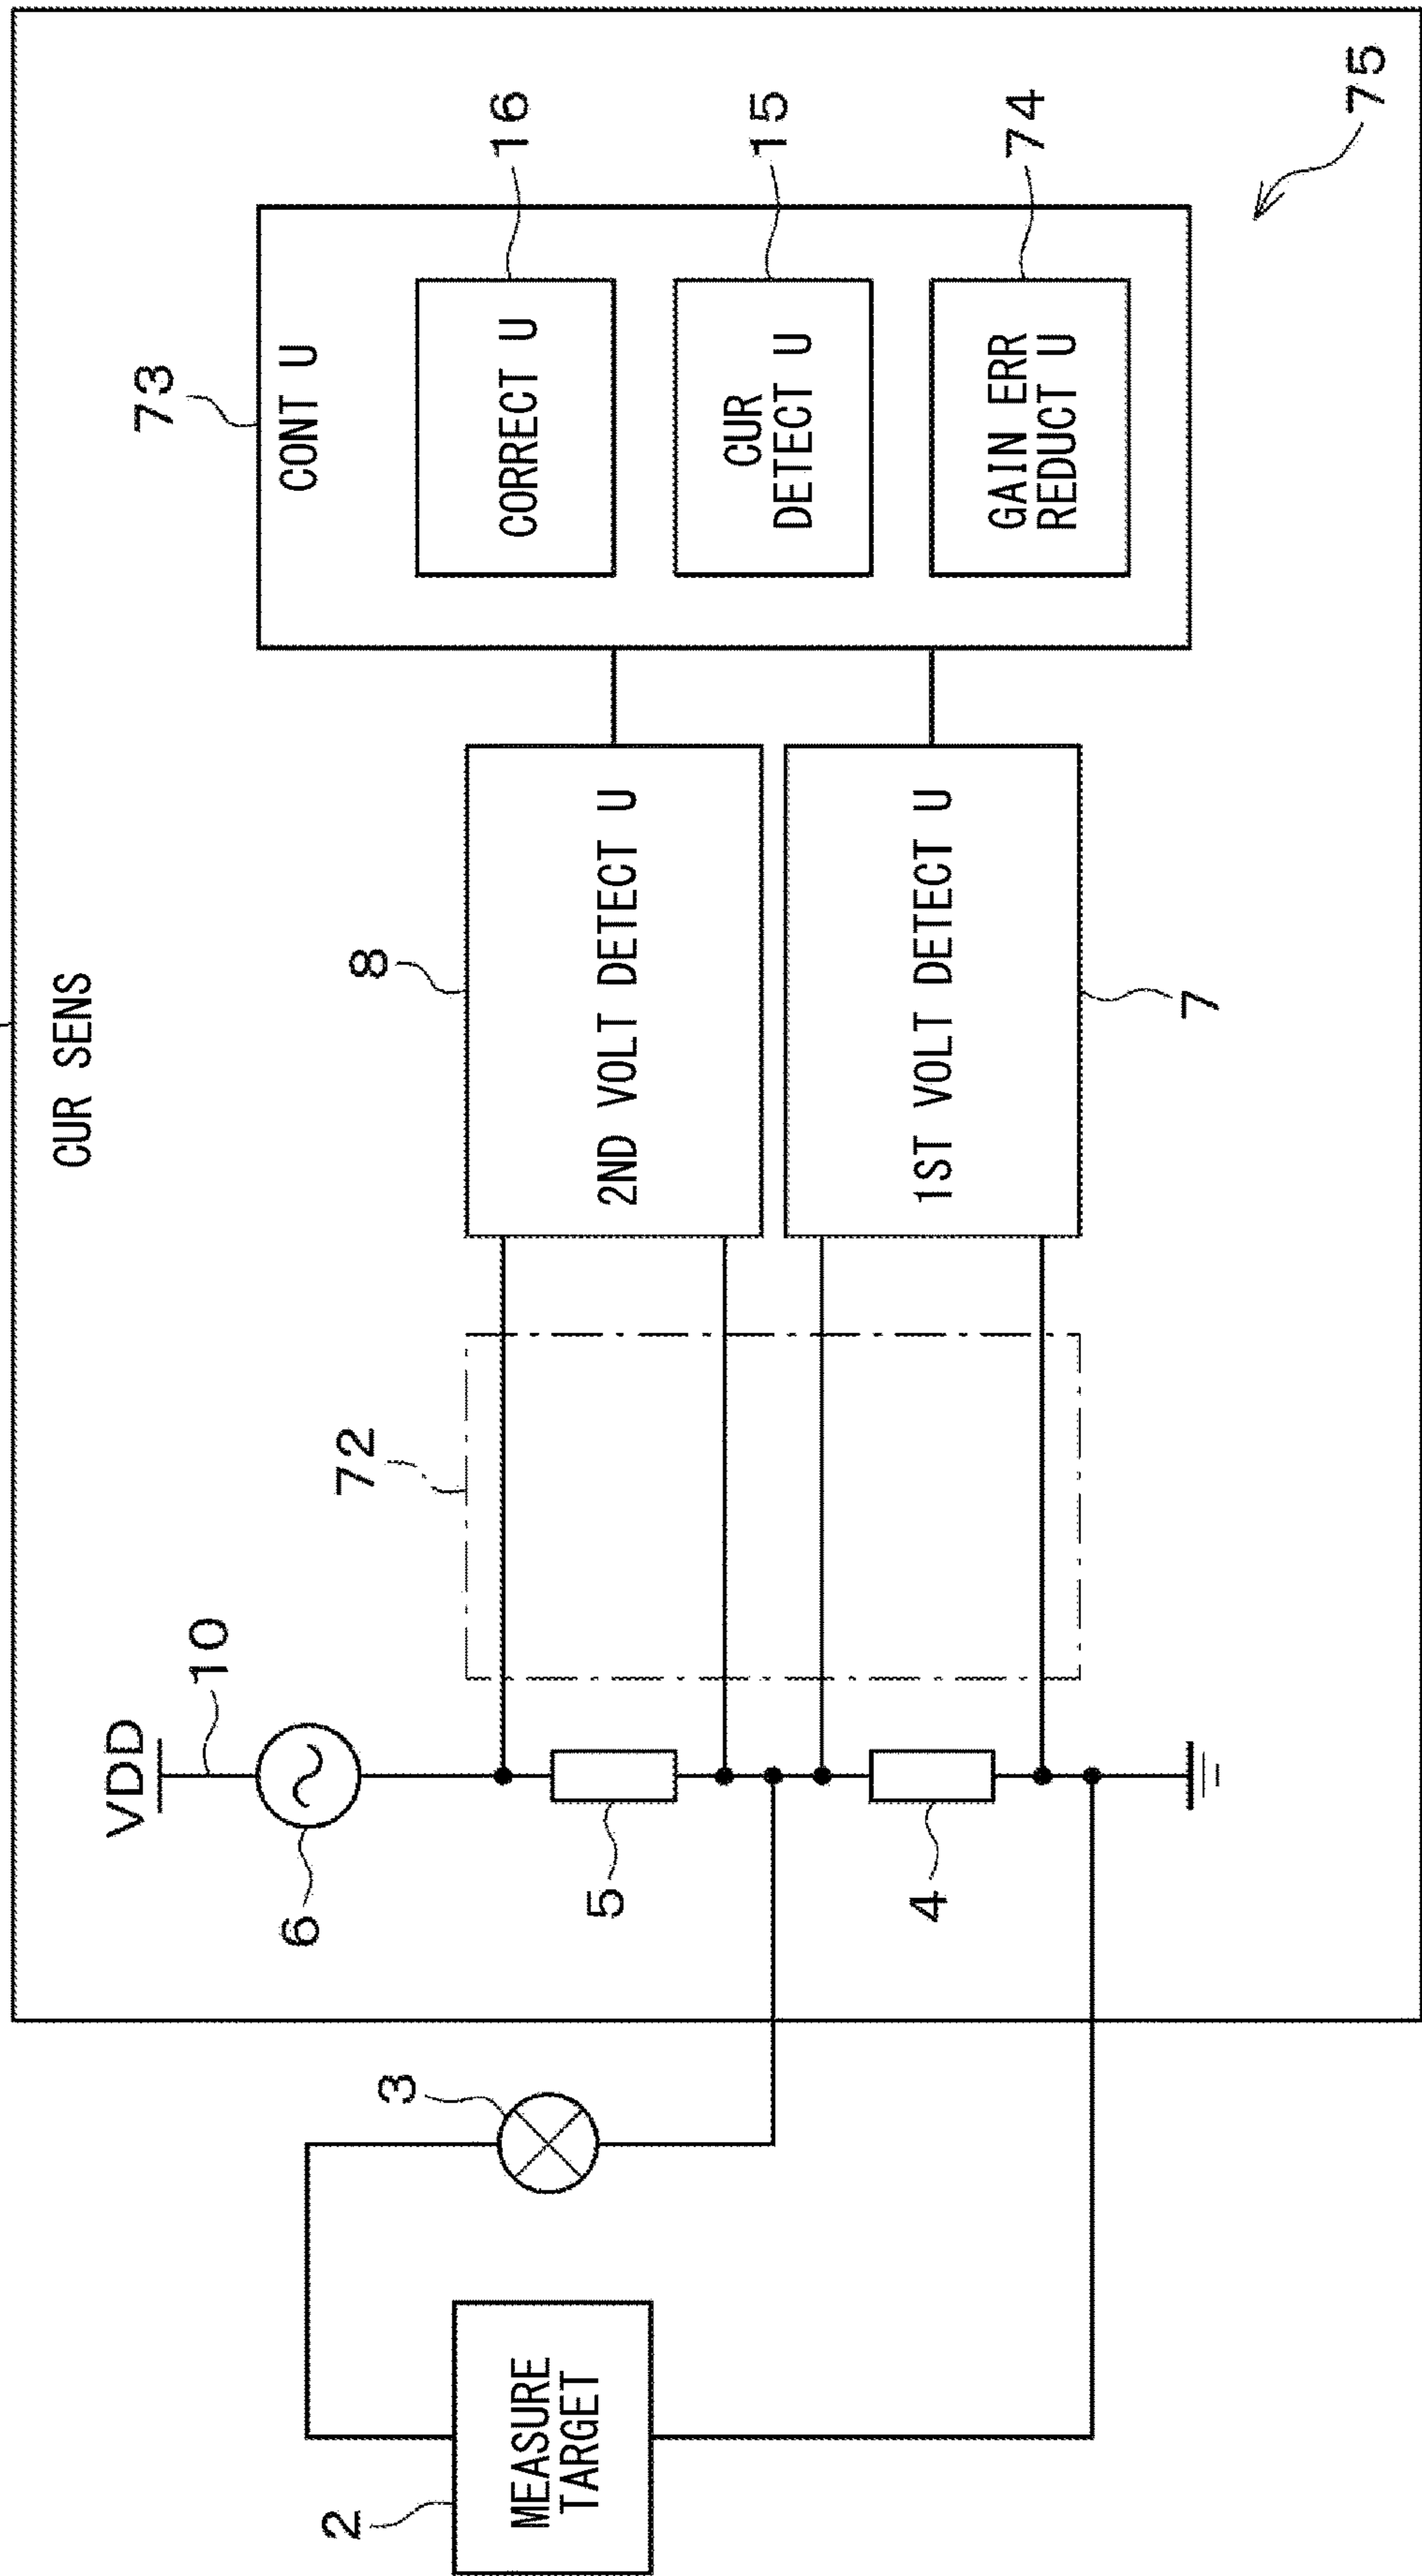 CUR SENS
VDD
10
6
5
4
72
8
2ND VOLT DETECT U
1ST VOLT DETECT U
7
73
CONT U
16
CORRECT U
15
CUR
DETECT U
74
GAIN ERR
REDUCT U
75
3
2
MEASURE
TARGET